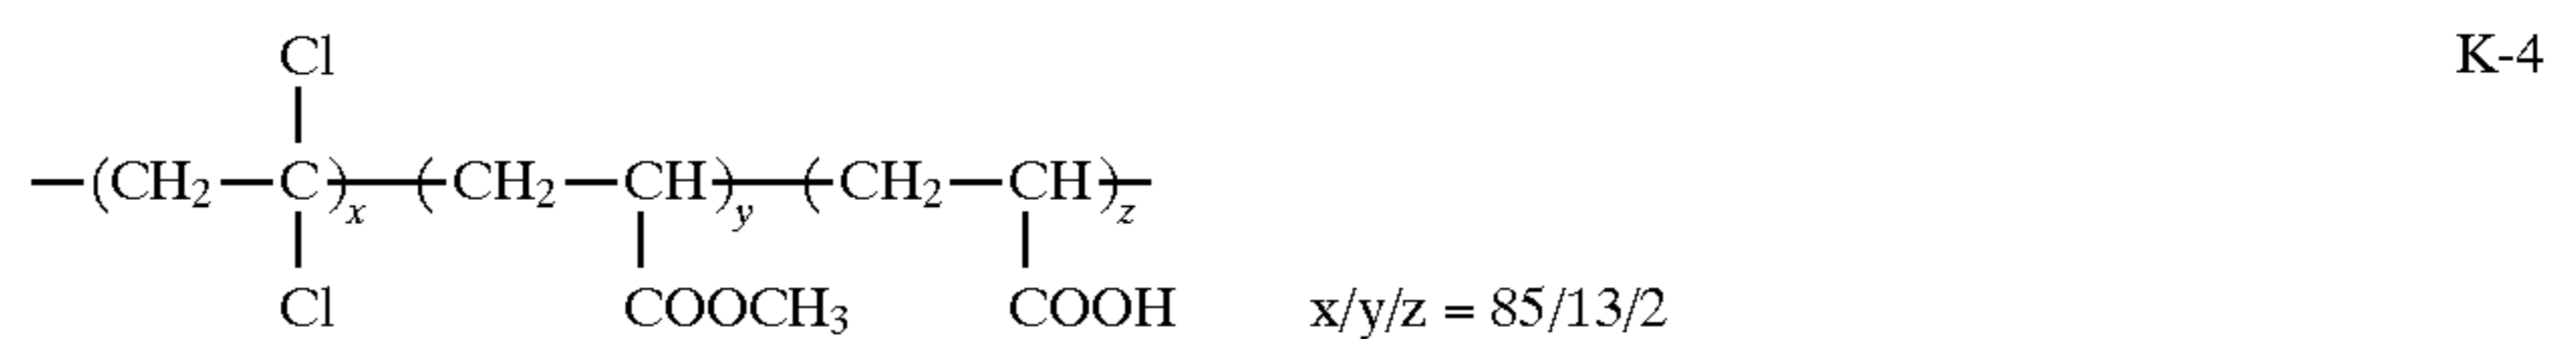 Cl K-4
—(CH₂—C)x—(CH₂—CH)y—(CH₂—CH)z—
Cl COOCH₃ COOH x/y/z = 85/13/2